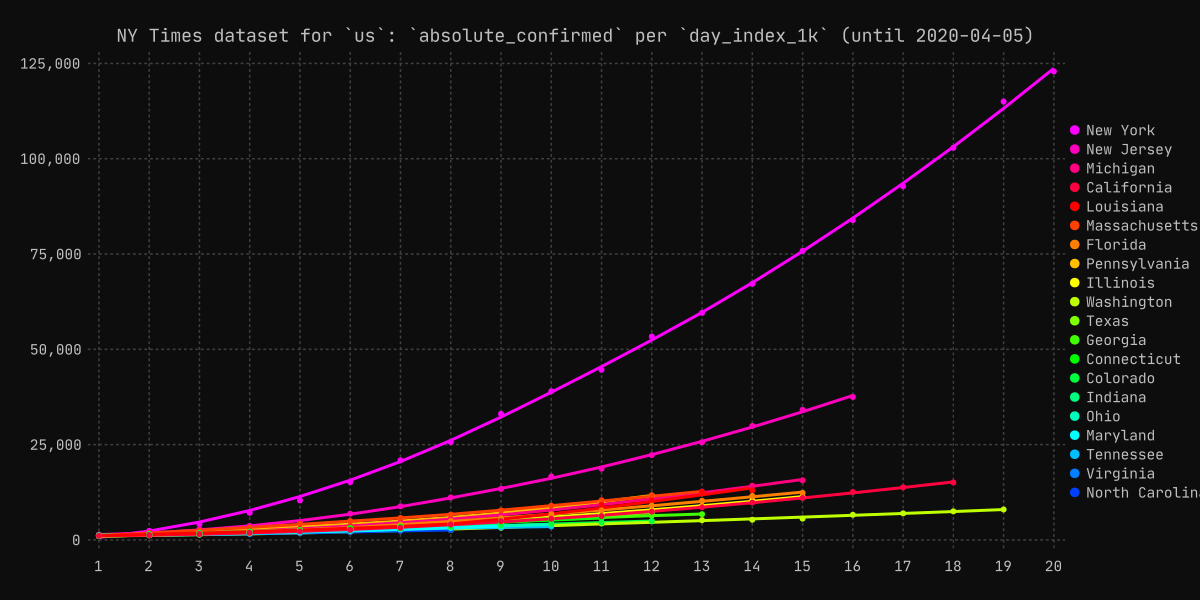 NY Times dataset for `us`: `absolute_confirmed` per `day_index_1k` (until 2020-04-05)
125,000
100,000
75,000
50,000
25,000
0
1 2 3 4 5 6 7 8 9 10 11 12 13 14 15 16 17 18 19 20
New York
New Jersey
Michigan
California
Louisiana
Massachusetts
Florida
Pennsylvania
Illinois
Washington
Texas
Georgia
Connecticut
Colorado
Indiana
Ohio
Maryland
Tennessee
Virginia
North Carolina